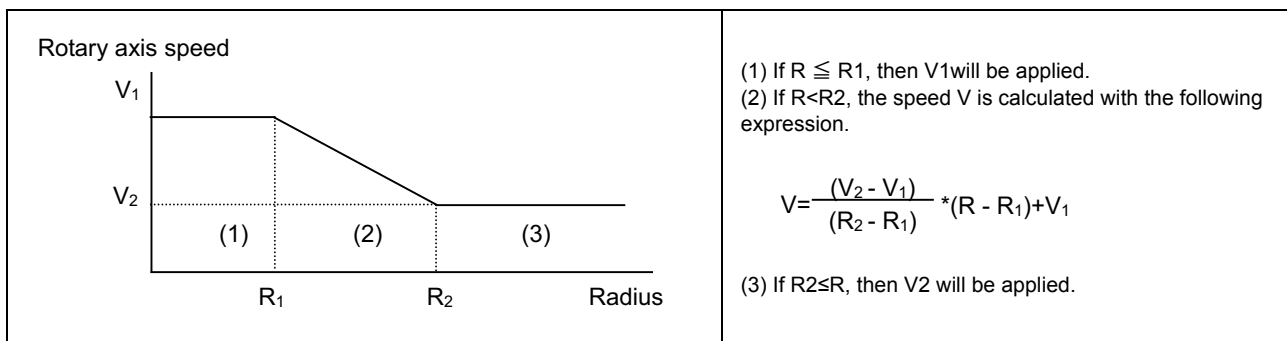 Rotary axis speed
V₁
V₂
(1) (2) (3)
R₁ R₂ Radius
(1) If R ≦ R1, then V1will be applied.
(2) If R<R2, the speed V is calculated with the following
expression.
V= (V₂ - V₁) / (R₂ - R₁) *(R - R₁)+V₁
(3) If R2≤R, then V2 will be applied.